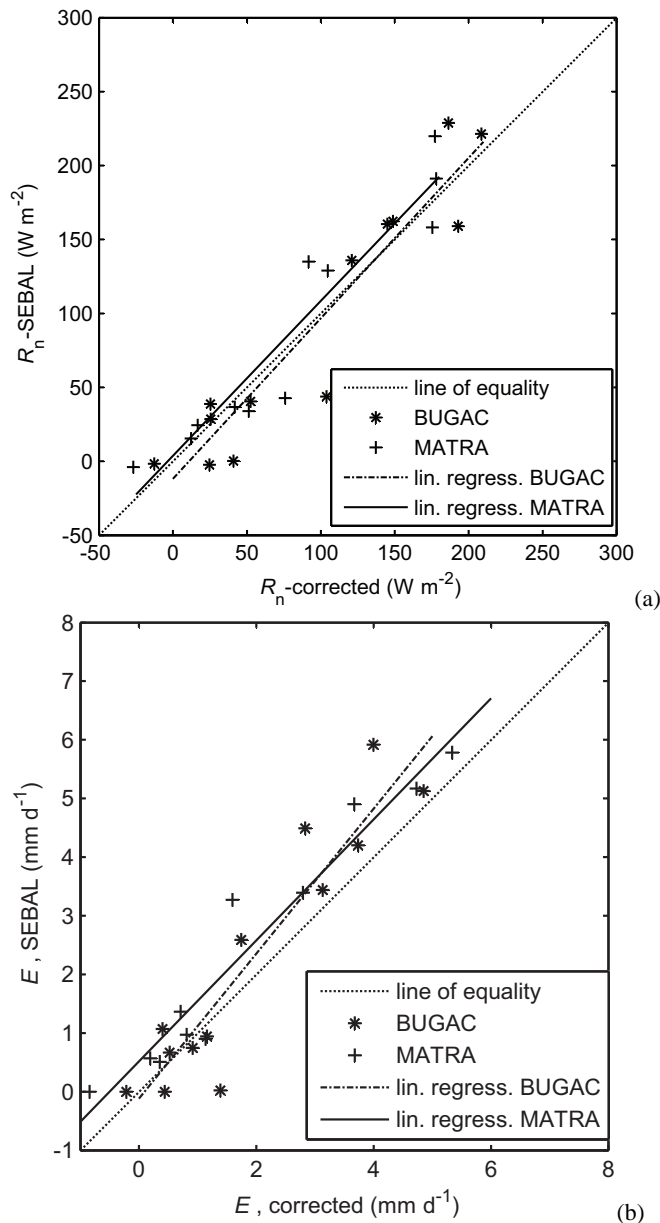 300
250
200
150
100
50
0
-50
Rn-SEBAL (W m-2)
line of equality
BUGAC
MATRA
lin. regress. BUGAC
lin. regress. MATRA
-50 0 50 100 150 200 250 300
Rn-corrected (W m-2)
(a)
8
7
6
5
4
3
2
1
0
-1
E , SEBAL (mm d-1)
line of equality
BUGAC
MATRA
lin. regress. BUGAC
lin. regress. MATRA
0 2 4 6 8
E , corrected (mm d-1)
(b)